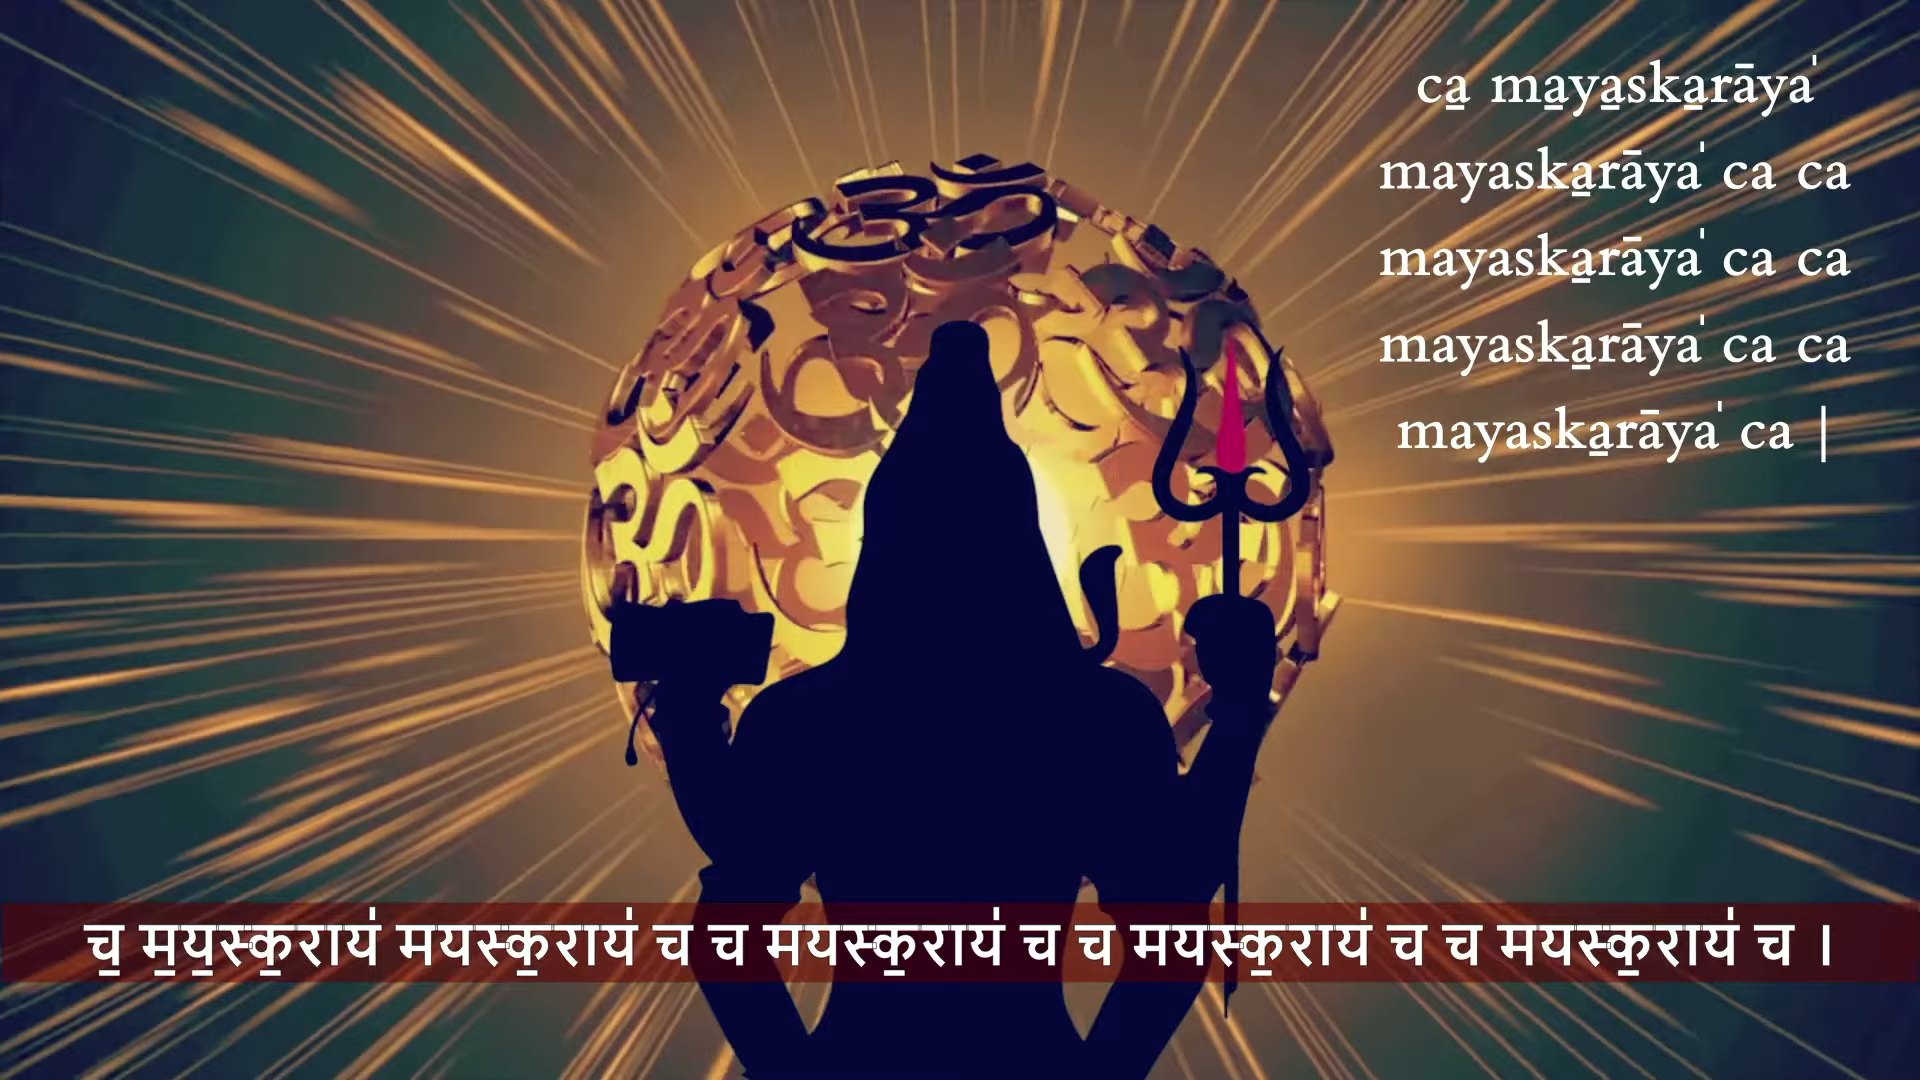 ca̱ ma̱ya̱ska̱rāya̍
mayaska̱rāya̍ ca ca
mayaska̱rāya̍ ca ca
mayaska̱rāya̍ ca ca
mayaska̱rāya̍ ca |
च॒ म॒य॒स्क॒राय॑ मयस्क॒राय॑ च च मयस्क॒राय॑ च च मयस्क॒राय॑ च च मयस्क॒राय॑ च ।